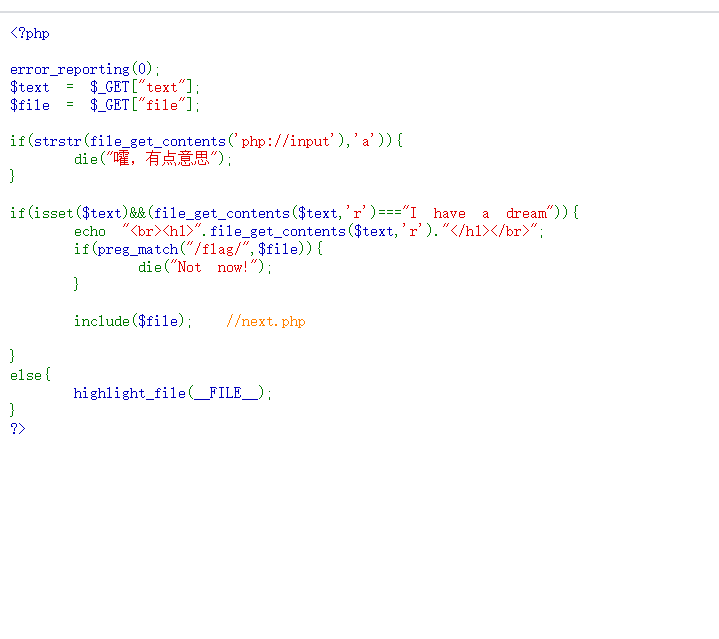 <?php
error_reporting(0);
$text = $_GET["text"];
$file = $_GET["file"];
if(strstr(file_get_contents('php://input'),'a')){
die("嚯，有点意思");
}
if(isset($text)&&(file_get_contents($text,'r')==="I have a dream")){
echo "<br><h1>".file_get_contents($text,'r')."</h1></br>";
if(preg_match("/flag/",$file)){
die("Not now!");
}
include($file); //next.php
}
else{
highlight_file(__FILE__);
}
?>